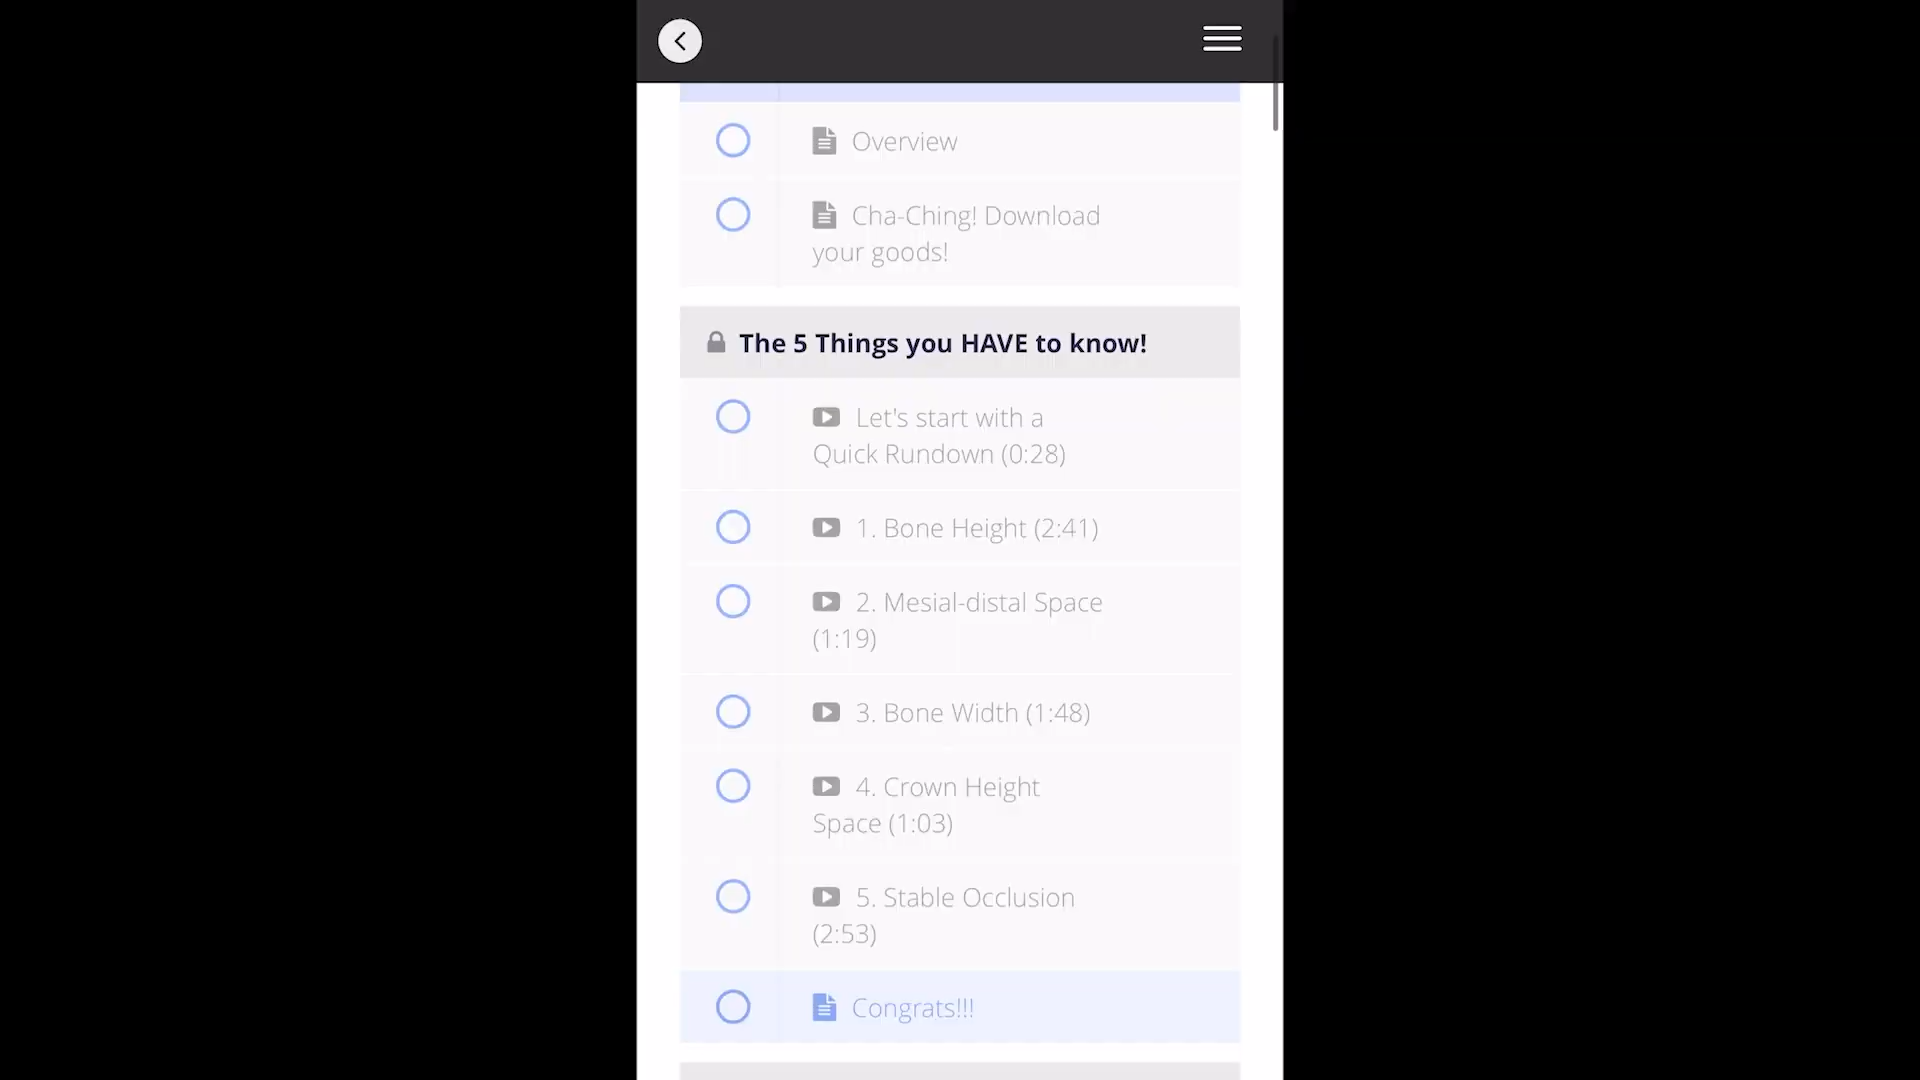 Overview
Cha-Ching! Download
your goods!
The 5 Things you HAVE to know!
Let's start with a
Quick Rundown (0:28)
1. Bone Height (2:41)
2. Mesial-distal Space
(1:19)
3. Bone Width (1:48)
4. Crown Height
Space (1:03)
5. Stable Occlusion
(2:53)
Congrats!!!